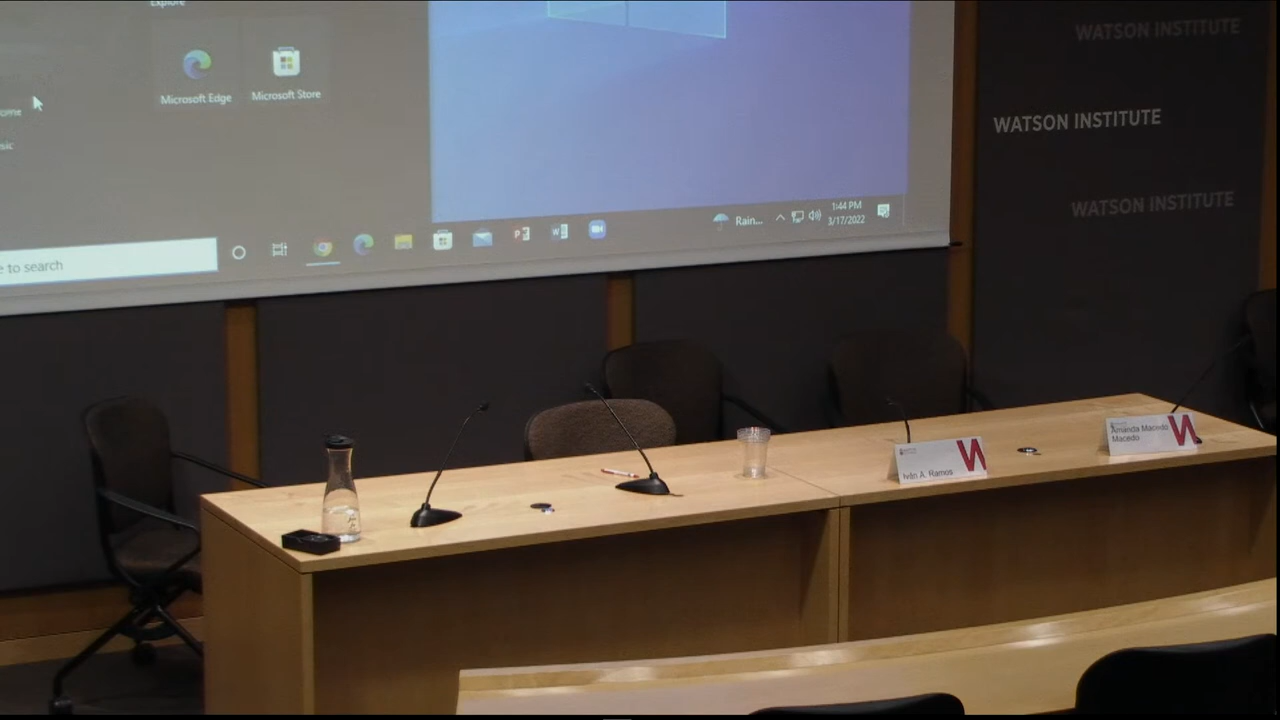 Explore
Microsoft Edge
Microsoft Store
WATSON INSTITUTE
WATSON INSTITUTE
WATSON INSTITUTE
1:44 PM
Rain...
3/17/2022
e to search
Iván A. Ramos
Amanda Macedo
Macedo